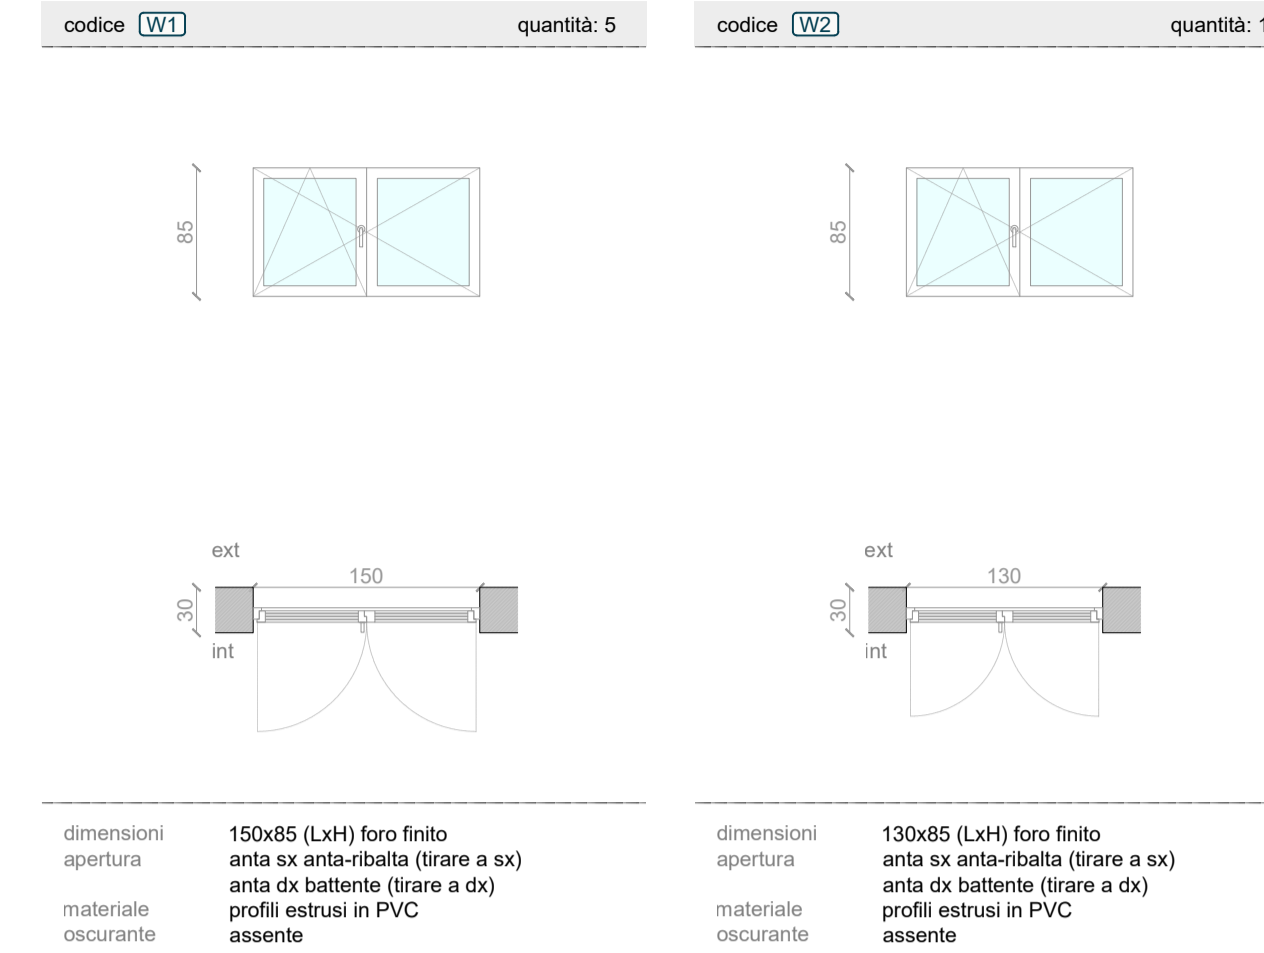 codice W1 quantità: 5
85
ext
150
30
int
dimensioni 150x85 (LxH) foro finito
apertura anta sx anta-ribalta (tirare a sx)
anta dx battente (tirare a dx)
materiale profili estrusi in PVC
oscurante assente
codice W2 quantità: 1
85
ext
130
30
int
dimensioni 130x85 (LxH) foro finito
apertura anta sx anta-ribalta (tirare a sx)
anta dx battente (tirare a dx)
materiale profili estrusi in PVC
oscurante assente